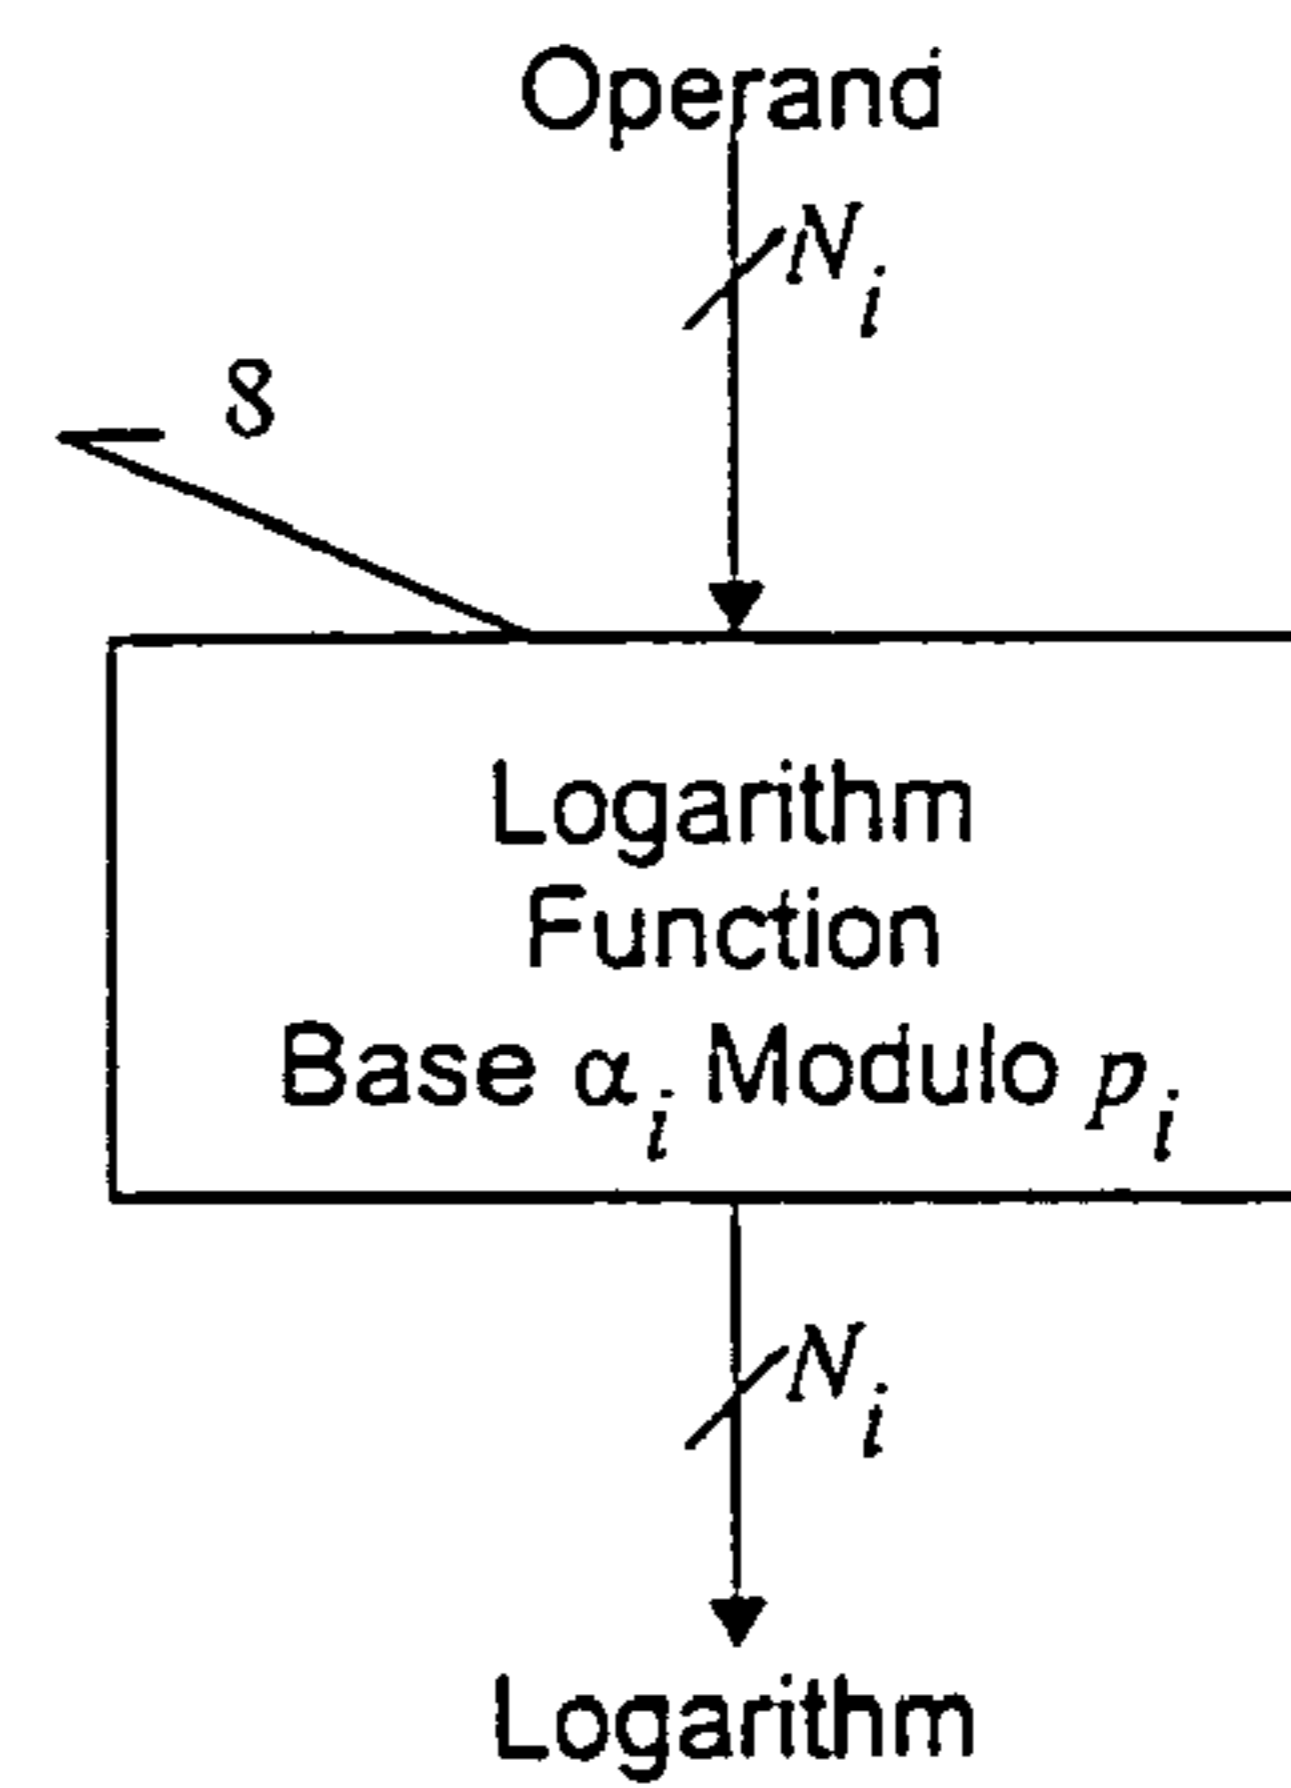 Operand
N_i
8
Logarithm
Function
Base α_i Modulo p_i
N_i
Logarithm